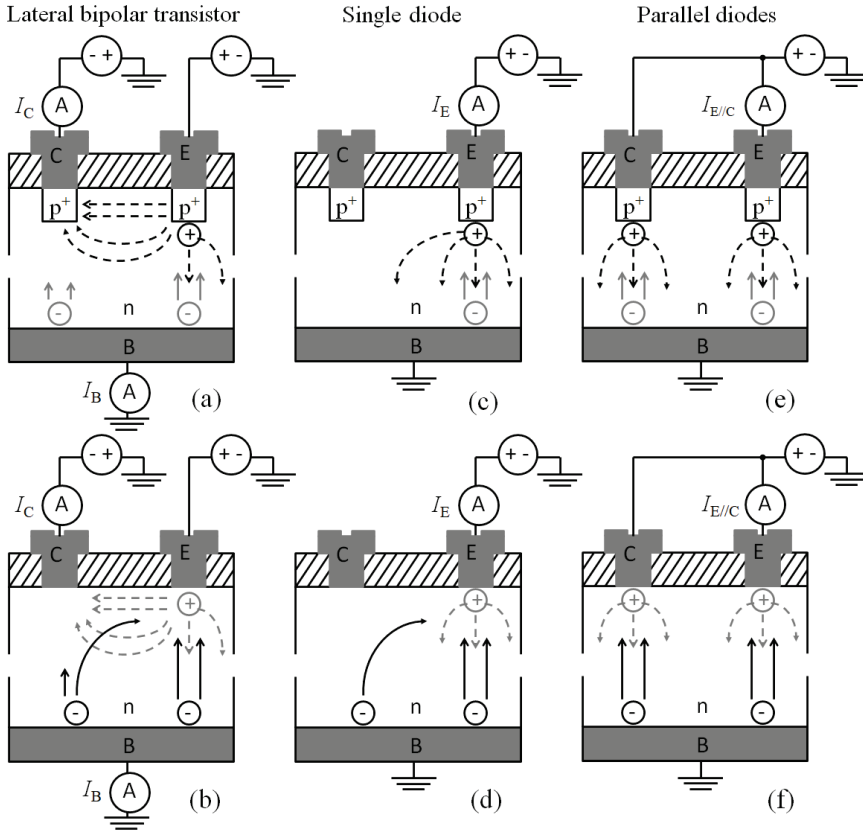 Lateral bipolar transistor Single diode Parallel diodes
- + + - + - + -
I_C A I_E A I_E//C A
C E C E C E
p+ p+ p+ p+ p+ p+
+ + + +
- - - - -
n n n
B B B
I_B A (a) (c) (e)
- + + - + - + -
I_C A I_E A I_E//C A
C E C E C E
+ + + +
- - - - -
n n n
B B B
I_B A (b) (d) (f)